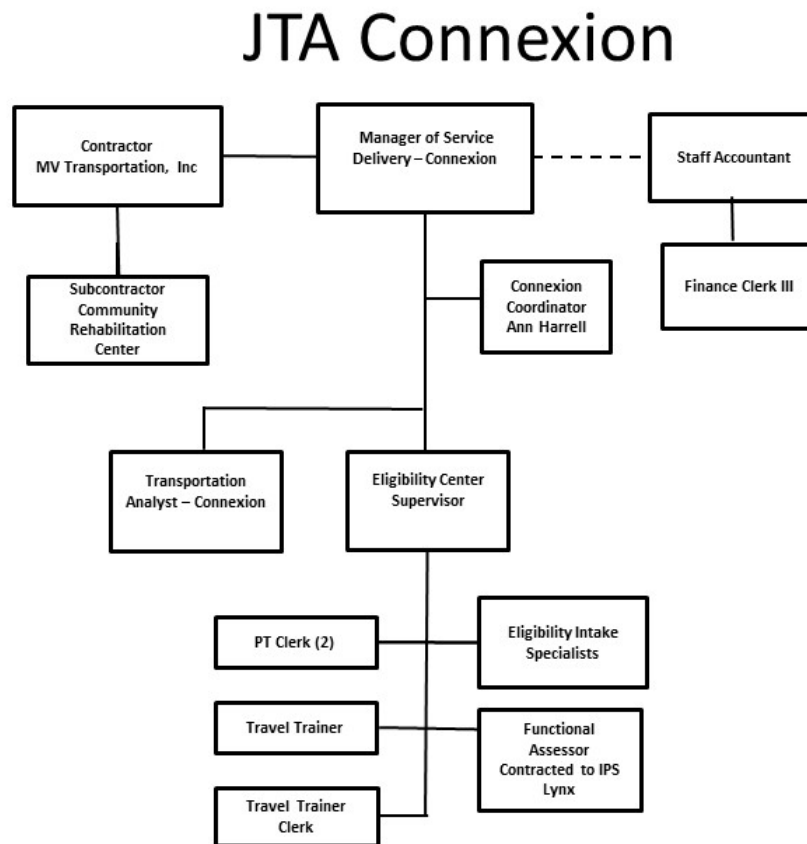 JTA Connexion
Contractor
MV Transportation, Inc
Manager of Service
Delivery – Connexion
Staff Accountant
Subcontractor
Community
Rehabilitation
Center
Connexion
Coordinator
Ann Harrell
Finance Clerk III
Transportation
Analyst – Connexion
Eligibility Center
Supervisor
PT Clerk (2)
Eligibility Intake
Specialists
Travel Trainer
Functional
Assessor
Contracted to IPS
Lynx
Travel Trainer
Clerk